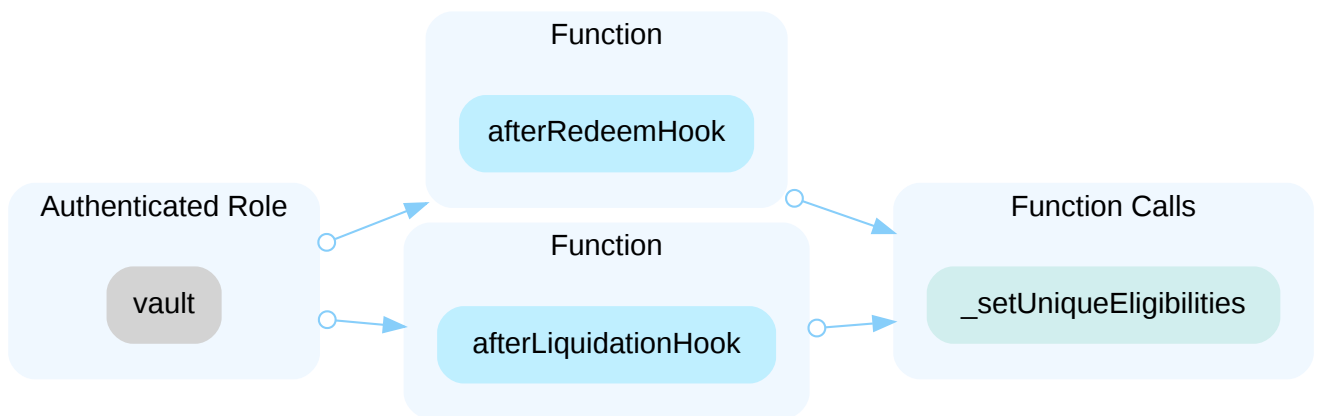 Authenticated Role
vault
Function
afterRedeemHook
Function
afterLiquidationHook
Function Calls
_setUniqueEligibilities